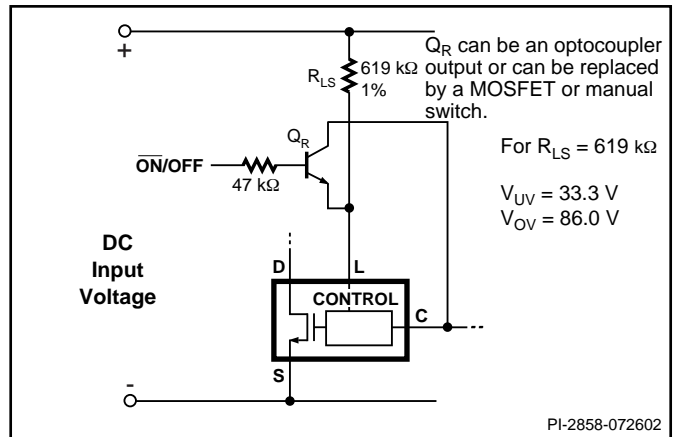 +
R_LS
619 kΩ
1%
Q_R can be an optocoupler
output or can be replaced
by a MOSFET or manual
switch.
Q_R
O̅N̅/OFF
47 kΩ
For R_LS = 619 kΩ
V_UV = 33.3 V
V_OV = 86.0 V
DC
Input
Voltage
D
L
CONTROL
C
S
-
PI-2858-072602